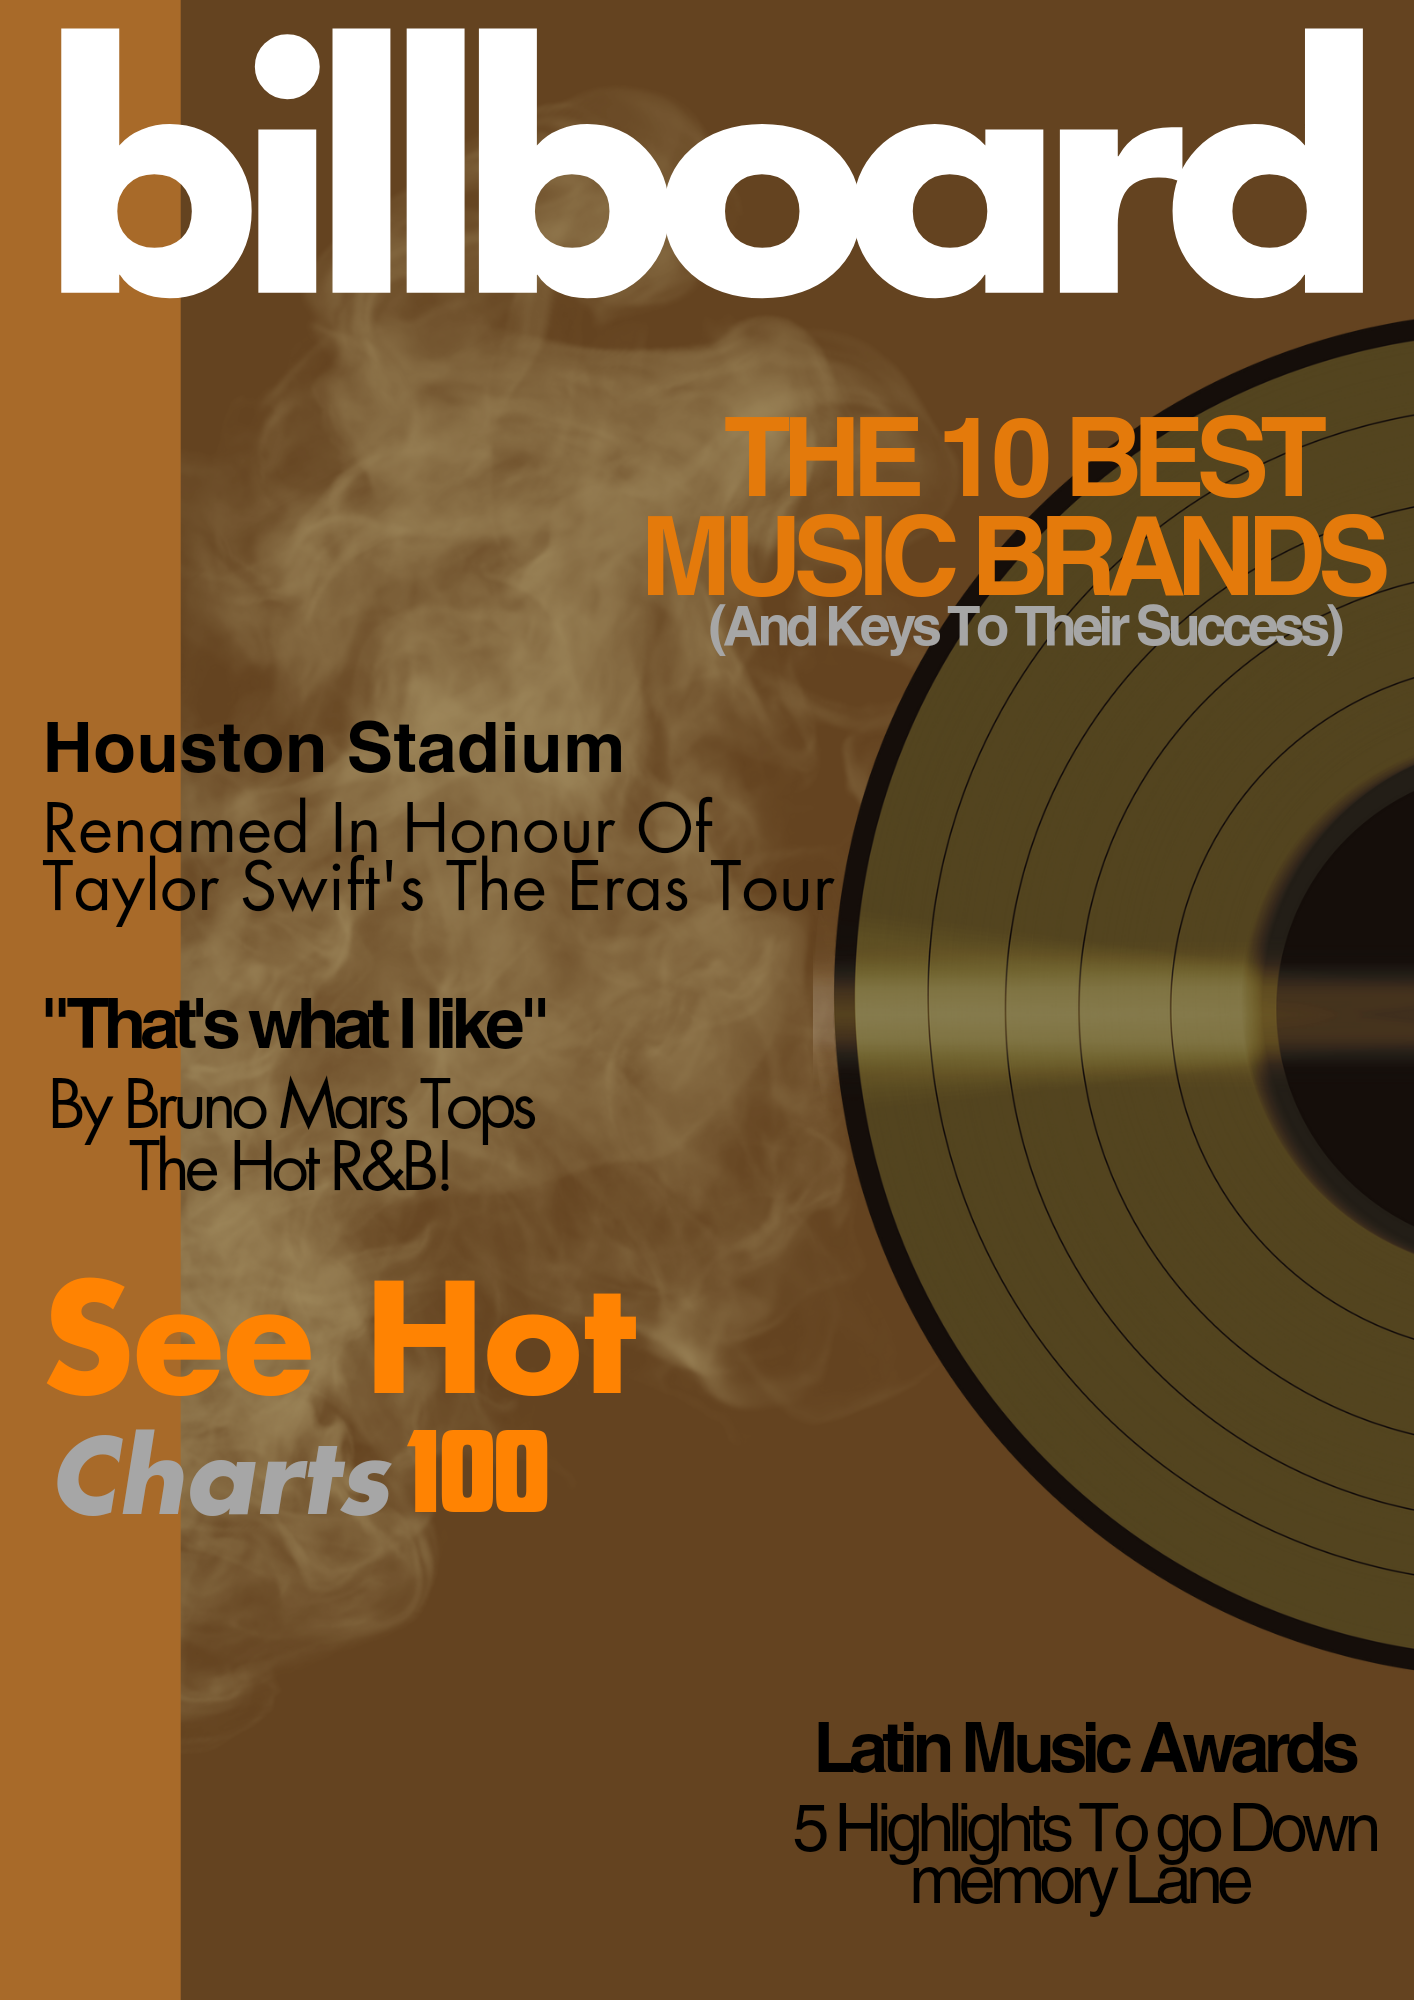 billboard
THE 10 BEST
MUSIC BRANDS
(And Keys To Their Success)
Houston Stadium
Renamed In Honour Of
Taylor Swift's The Eras Tour
"That's what I like"
By Bruno Mars Tops
The Hot R&B!
See Hot
Charts 100
Latin Music Awards
5 Highlights To go Down
memory Lane